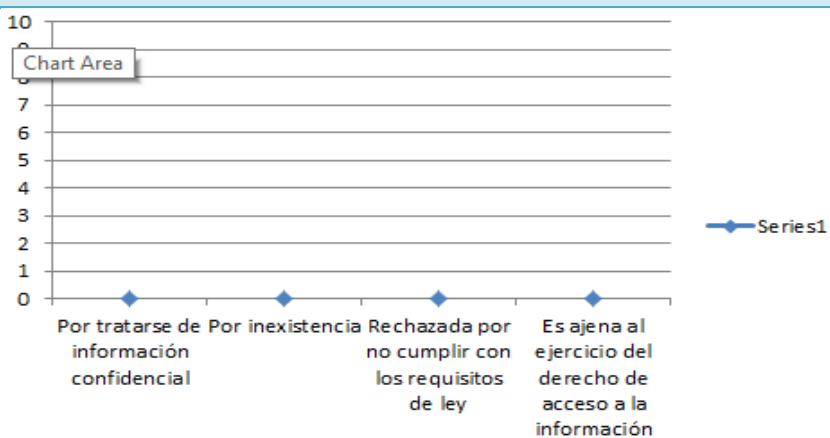 10
9
Chart Area
8
7
6
5
4
3
2
1
0
Series1
Por tratarse de
información
confidencial
Por inexistencia
Rechazada por
no cumplir con
los requisitos
de ley
Es ajena al
ejercicio del
derecho de
acceso a la
información